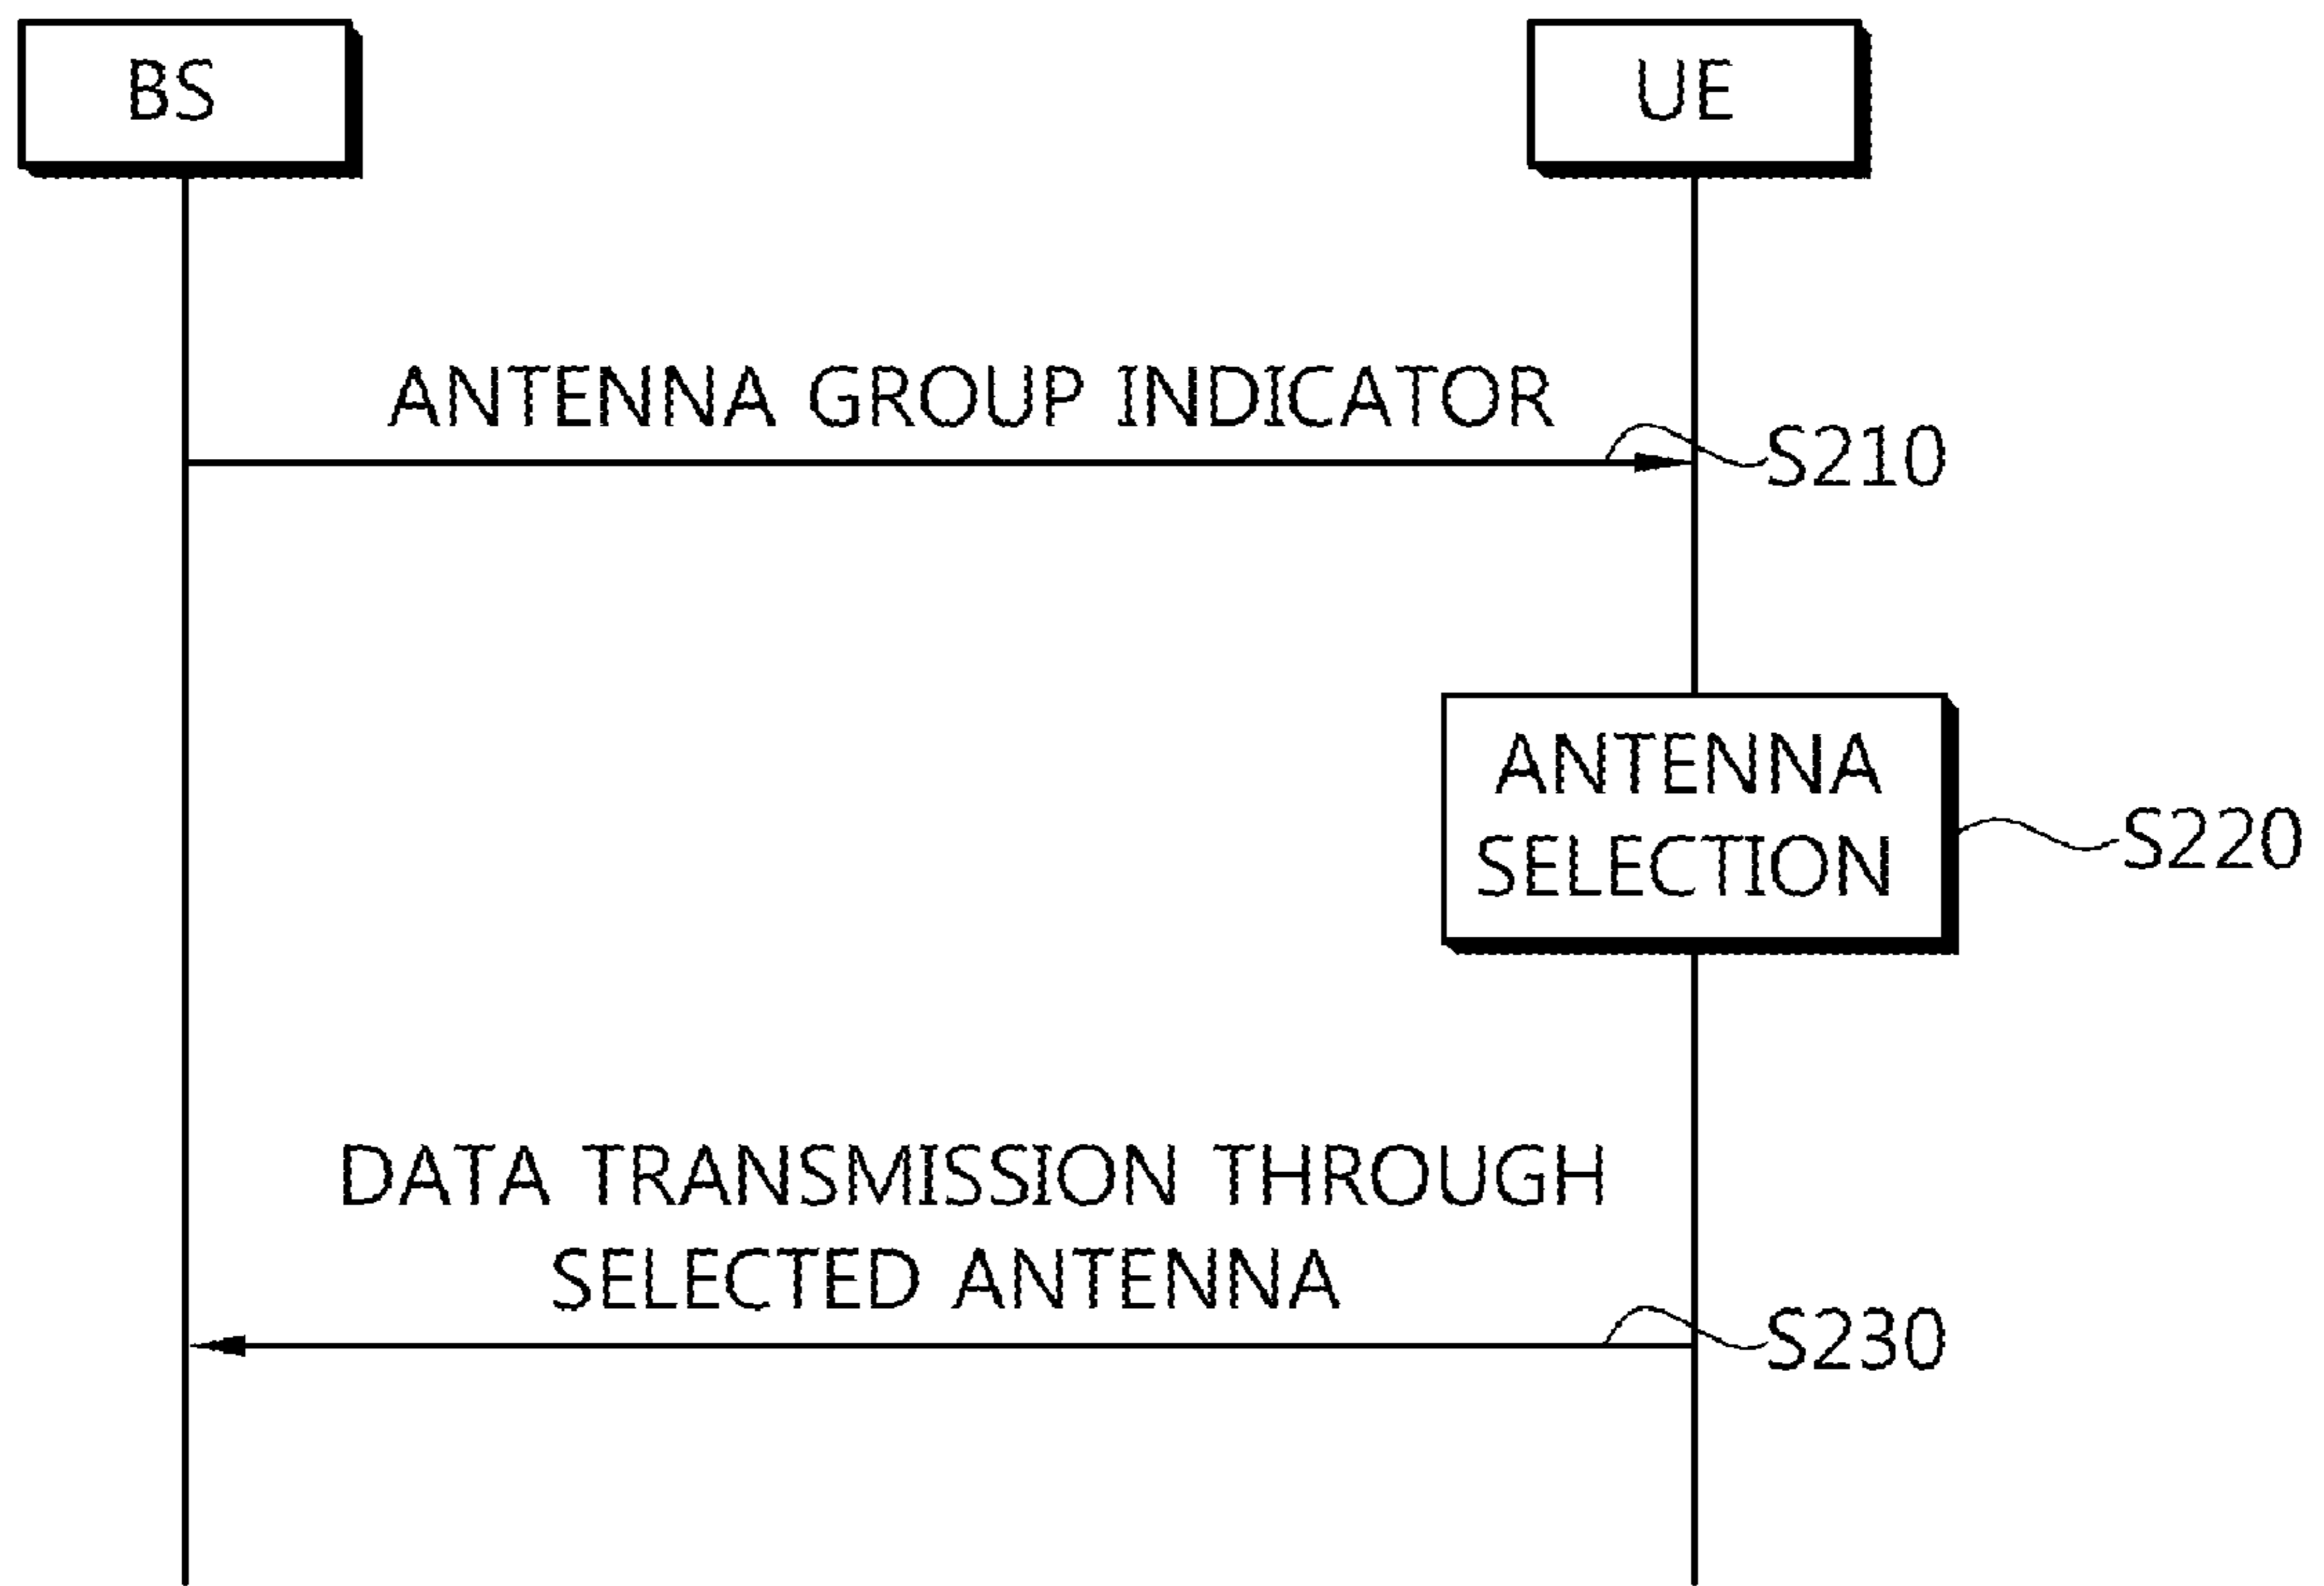 BS
UE
ANTENNA GROUP INDICATOR
S210
ANTENNA
SELECTION
S220
DATA TRANSMISSION THROUGH
SELECTED ANTENNA
S230